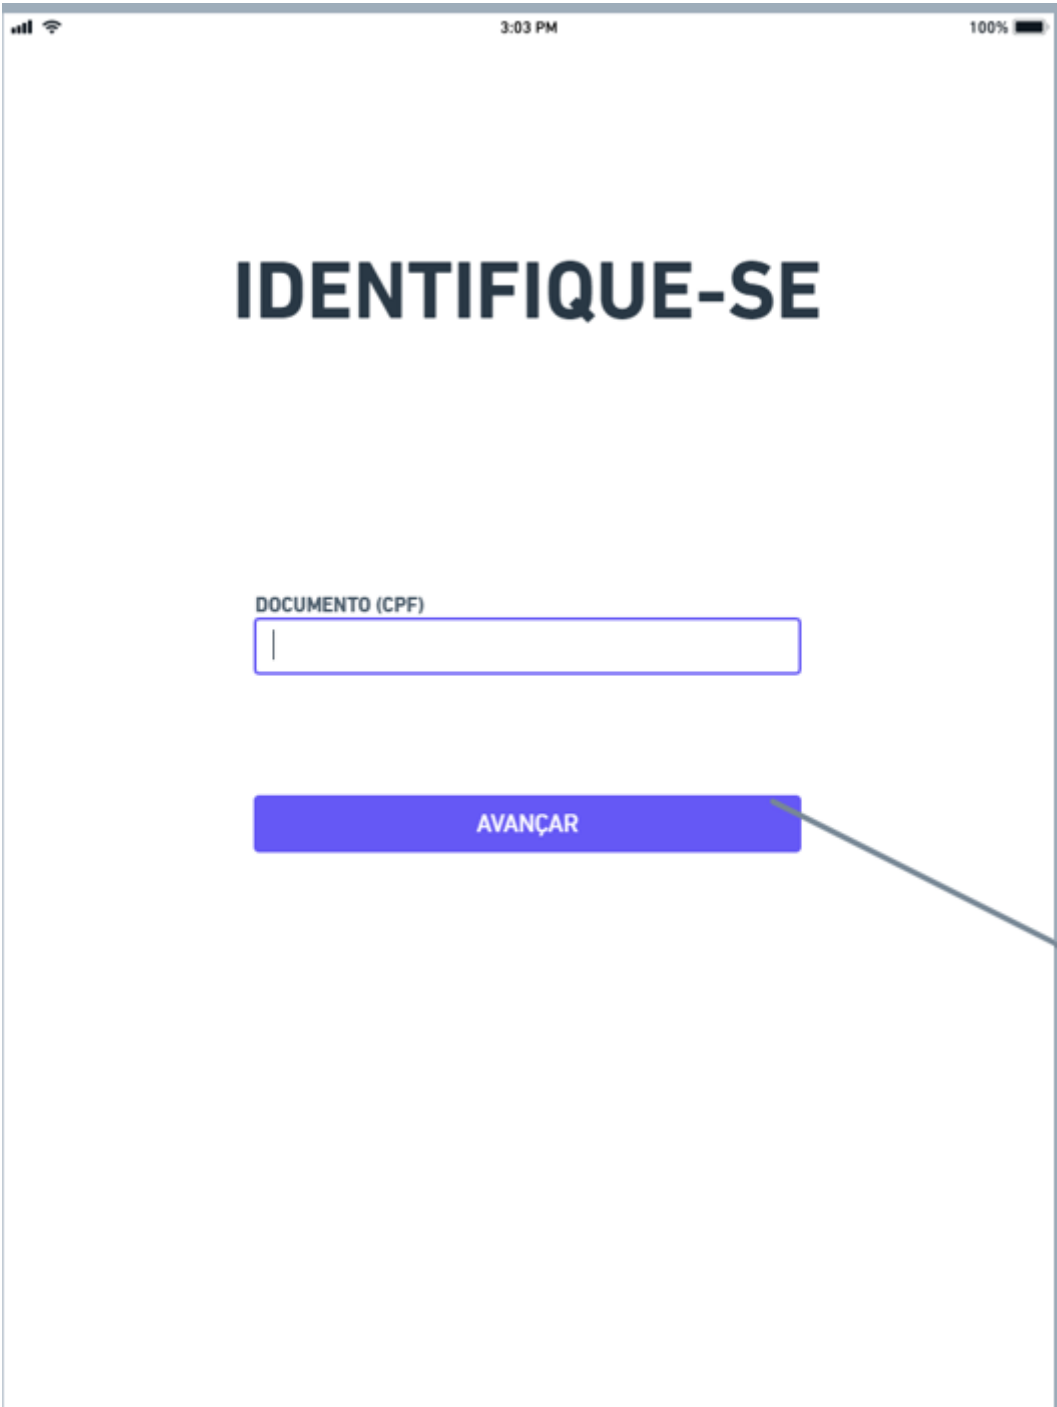 3:03 PM
100%
IDENTIFIQUE-SE
DOCUMENTO (CPF)
AVANÇAR